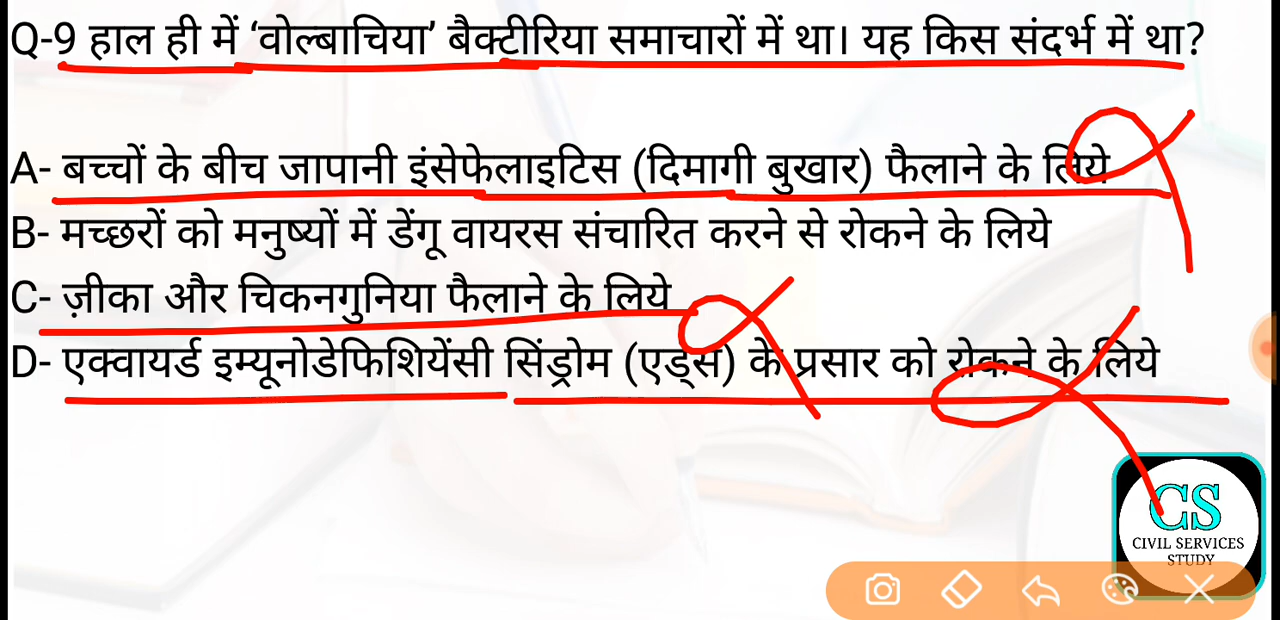 Q-9 हाल ही में ‘वोल्बाचिया’ बैक्टीरिया समाचारों में था। यह किस संदर्भ में था?
A- बच्चों के बीच जापानी इंसेफेलाइटिस (दिमागी बुखार) फैलाने के लिये
B- मच्छरों को मनुष्यों में डेंगू वायरस संचारित करने से रोकने के लिये
C- ज़ीका और चिकनगुनिया फैलाने के लिये
D- एक्वायर्ड इम्यूनोडेफिशियेंसी सिंड्रोम (एड्स) के प्रसार को रोकने के लिये
CS
CIVIL SERVICES
STUDY